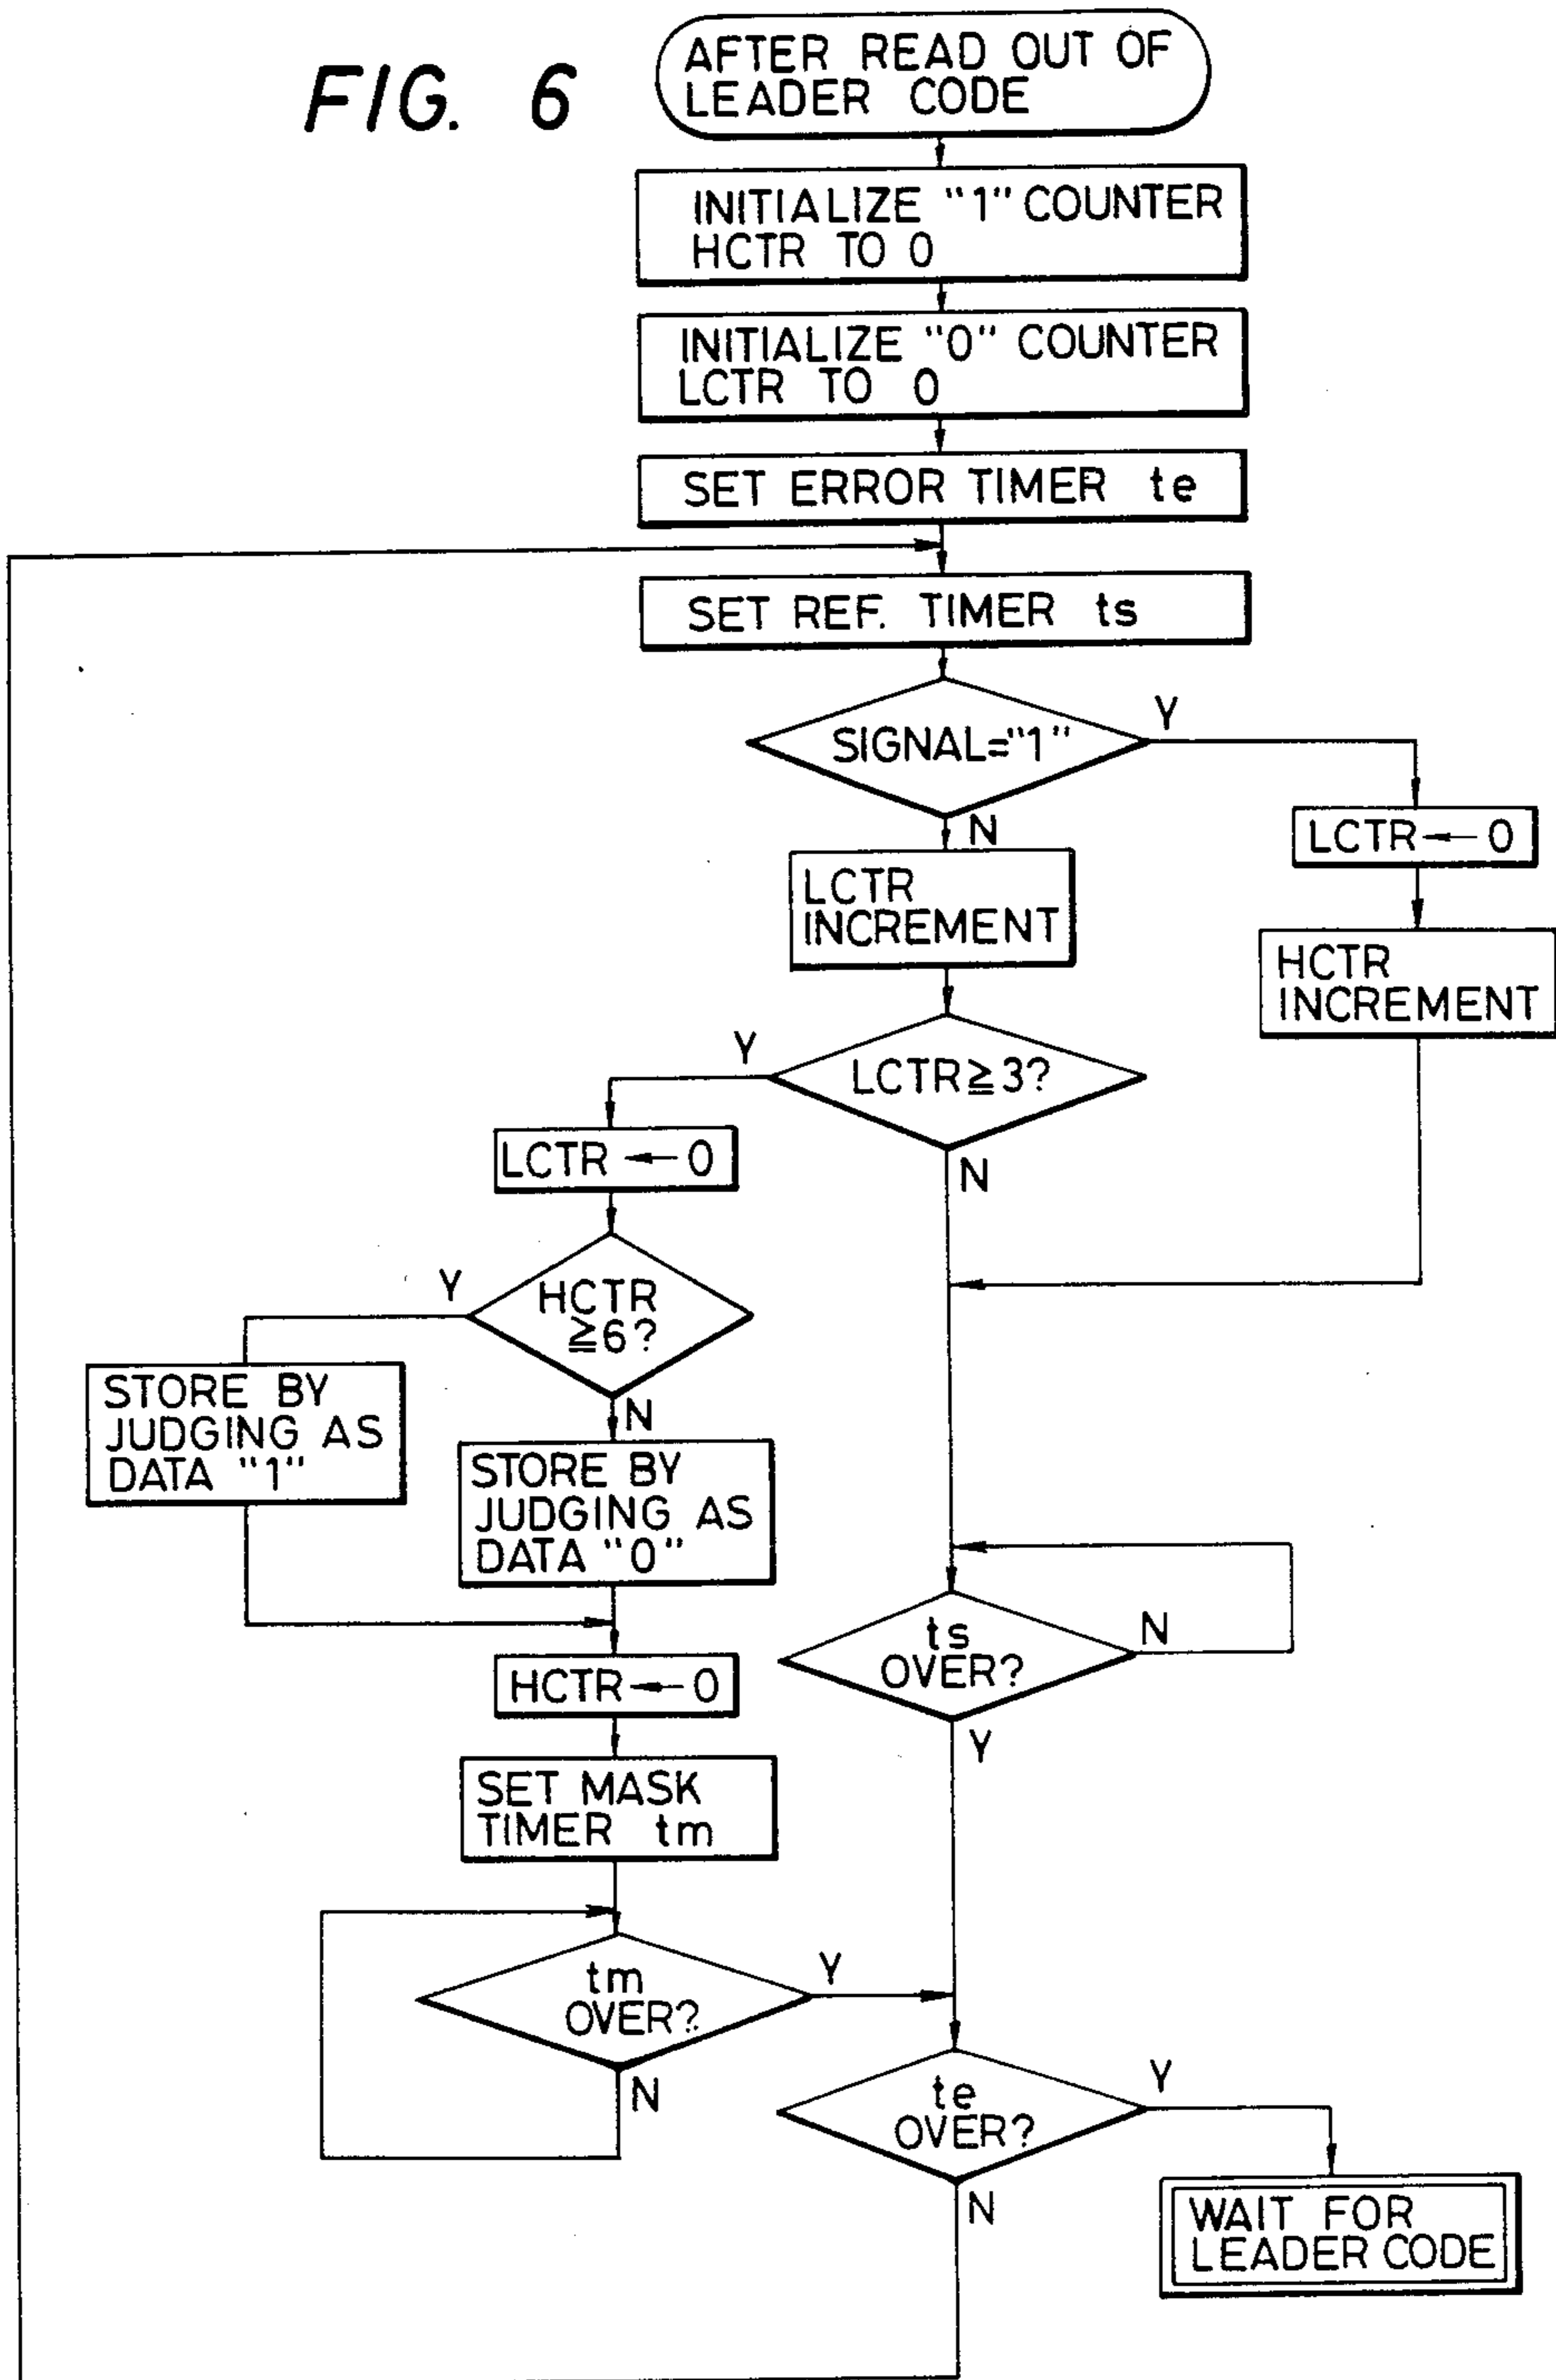 FIG. 6
AFTER READ OUT OF
LEADER CODE
INITIALIZE "1" COUNTER
HCTR TO 0
INITIALIZE "0" COUNTER
LCTR TO 0
SET ERROR TIMER te
SET REF. TIMER ts
SIGNAL="1"
Y
N
LCTR ← 0
LCTR
INCREMENT
HCTR
INCREMENT
LCTR ≧ 3?
Y
N
LCTR ← 0
HCTR
≧6?
Y
N
STORE BY
JUDGING AS
DATA "1"
STORE BY
JUDGING AS
DATA "0"
ts
OVER?
N
Y
HCTR ← 0
SET MASK
TIMER tm
tm
OVER?
Y
N
te
OVER?
Y
N
WAIT FOR
LEADER CODE